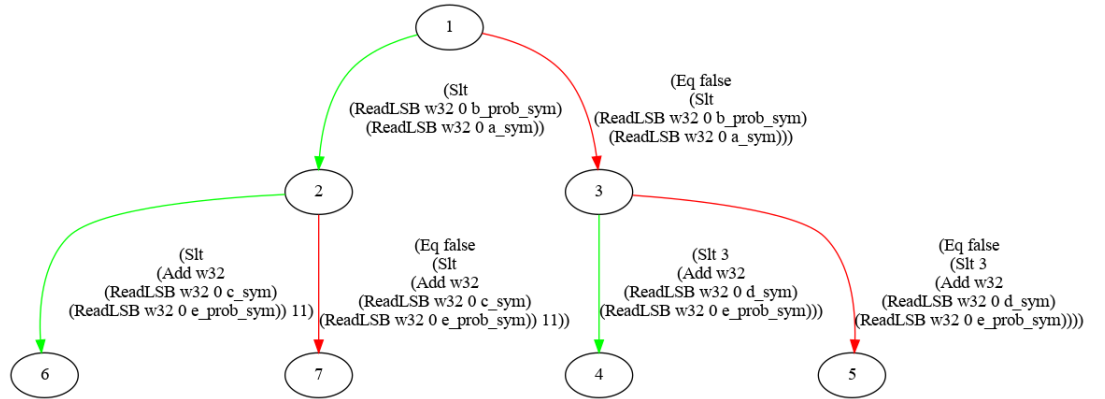 1
(Slt
(ReadLSB w32 0 b_prob_sym)
(ReadLSB w32 0 a_sym))
(Eq false
(Slt
(ReadLSB w32 0 b_prob_sym)
(ReadLSB w32 0 a_sym)))
2
3
(Slt
(Add w32
(ReadLSB w32 0 c_sym)
(ReadLSB w32 0 e_prob_sym)) 11)
(Eq false
(Slt
(Add w32
(ReadLSB w32 0 c_sym)
(ReadLSB w32 0 e_prob_sym)) 11))
(Slt 3
(Add w32
(ReadLSB w32 0 d_sym)
(ReadLSB w32 0 e_prob_sym)))
(Eq false
(Slt 3
(Add w32
(ReadLSB w32 0 d_sym)
(ReadLSB w32 0 e_prob_sym))))
6
7
4
5